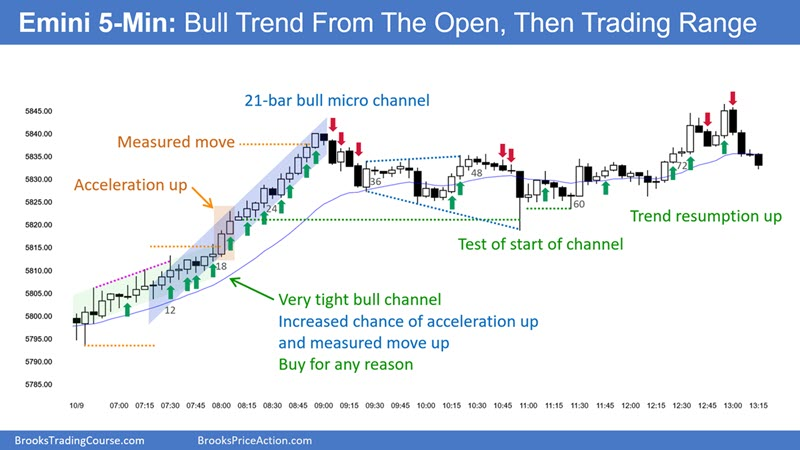 Emini 5-Min: Bull Trend From The Open, Then Trading Range
21-bar bull micro channel
Measured move
Acceleration up
Very tight bull channel
Increased chance of acceleration up
and measured move up
Buy for any reason
Test of start of channel
Trend resumption up
12
18
24
36
48
60
72
5845.00
5840.00
5835.00
5830.00
5825.00
5820.00
5815.00
5810.00
5805.00
5800.00
5795.00
5790.00
5785.00
10/9 07:00 07:15 07:30 07:45 08:00 08:15 08:30 08:45 09:00 09:15 09:30 09:45 10:00 10:15 10:30 10:45 11:00 11:15 11:30 11:45 12:00 12:15 12:30 12:45 13:00 13:15
BrooksTradingCourse.com BrooksPriceAction.com